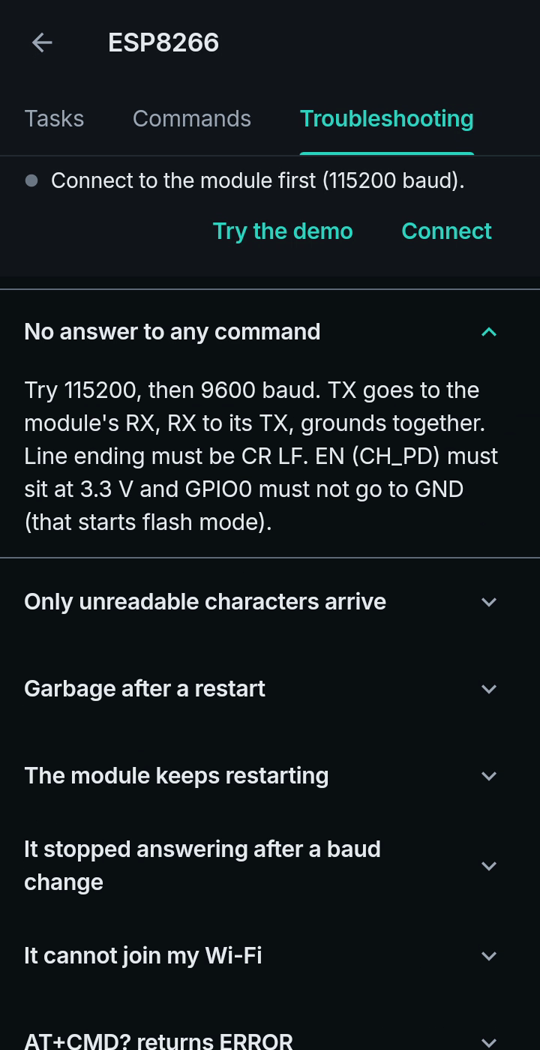 ESP8266
Tasks
Commands
Troubleshooting
Connect to the module first (115200 baud).
Try the demo
Connect
No answer to any command
Try 115200, then 9600 baud. TX goes to the
module's RX, RX to its TX, grounds together.
Line ending must be CR LF. EN (CH_PD) must
sit at 3.3 V and GPIO0 must not go to GND
(that starts flash mode).
Only unreadable characters arrive
Garbage after a restart
The module keeps restarting
It stopped answering after a baud
change
It cannot join my Wi-Fi
AT+CMD? returns ERROR